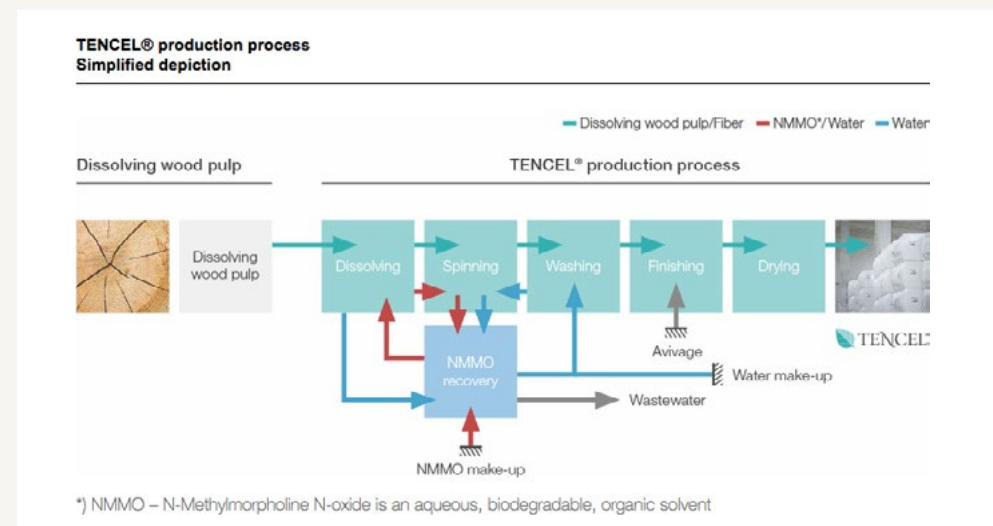 TENCEL® production process
Simplified depiction
Dissolving wood pulp/Fiber
NMMO*/Water
Water
Dissolving wood pulp
TENCEL® production process
Dissolving
wood pulp
Dissolving
Spinning
Washing
Finishing
Drying
TENCEL
NMMO
recovery
Avivage
Water make-up
Wastewater
NMMO make-up
*) NMMO – N-Methylmorpholine N-oxide is an aqueous, biodegradable, organic solvent